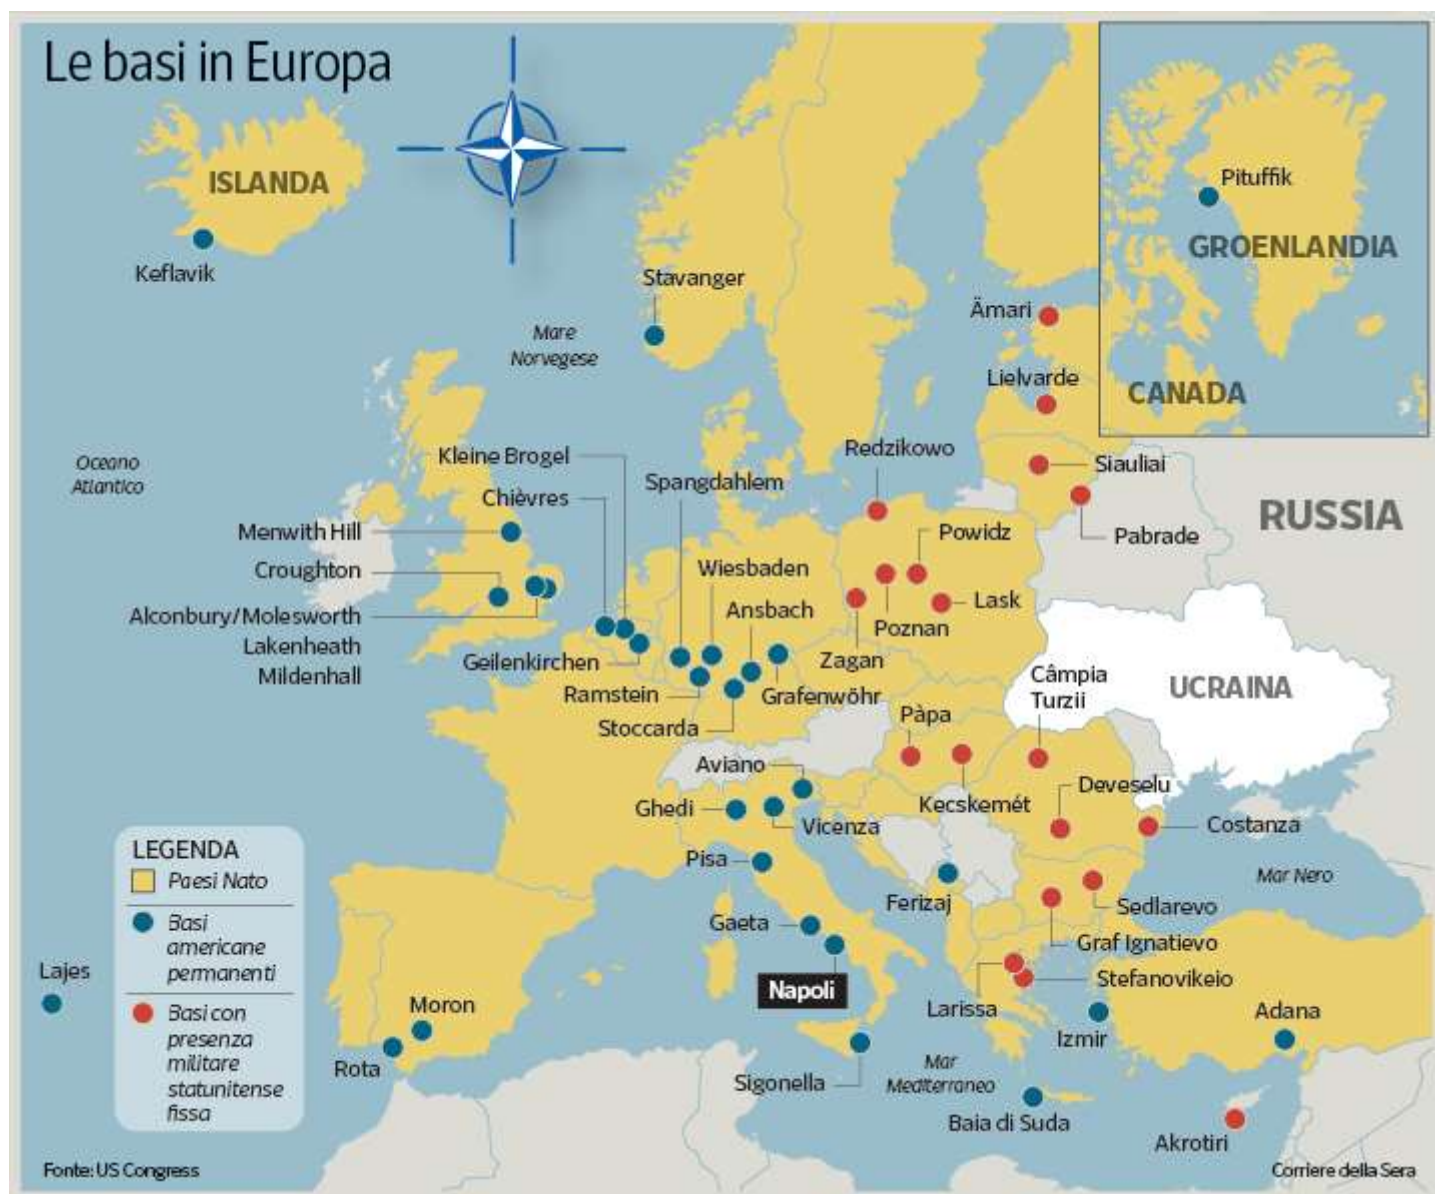 Le basi in Europa
ISLANDA
Keflavik
Pituffik
GROENLANDIA
CANADA
Stavanger
Mare
Norvegese
Ämari
Lielvarde
Oceano
Atlantico
Kleine Brogel
Chièvres
Spangdahlem
Redzikowo
Siauliai
RUSSIA
Menwith Hill
Powidz
Pabrade
Croughton
Wiesbaden
Ansbach
Lask
Alconbury/Molesworth
Lakenheath
Mildenhall
Poznan
Geilenkirchen
Zagan
Ramstein
Grafenwöhr
Câmpia
Turzii
UCRAINA
Stoccarda
Pàpa
Aviano
Deveselu
Ghedi
Kecskemét
Vicenza
Costanza
Pisa
Mar Nero
Ferizaj
Sedlarevo
Gaeta
Graf Ignatievo
Stefanovikeio
Napoli
Larissa
Lajes
Moron
Izmir
Adana
Rota
Sigonella
Mar
Mediterraneo
Baia di Suda
Akrotiri
LEGENDA
Paesi Nato
Basi
americane
permanenti
Basi con
presenza
militare
statunitense
fissa
Fonte: US Congress
Corriere della Sera